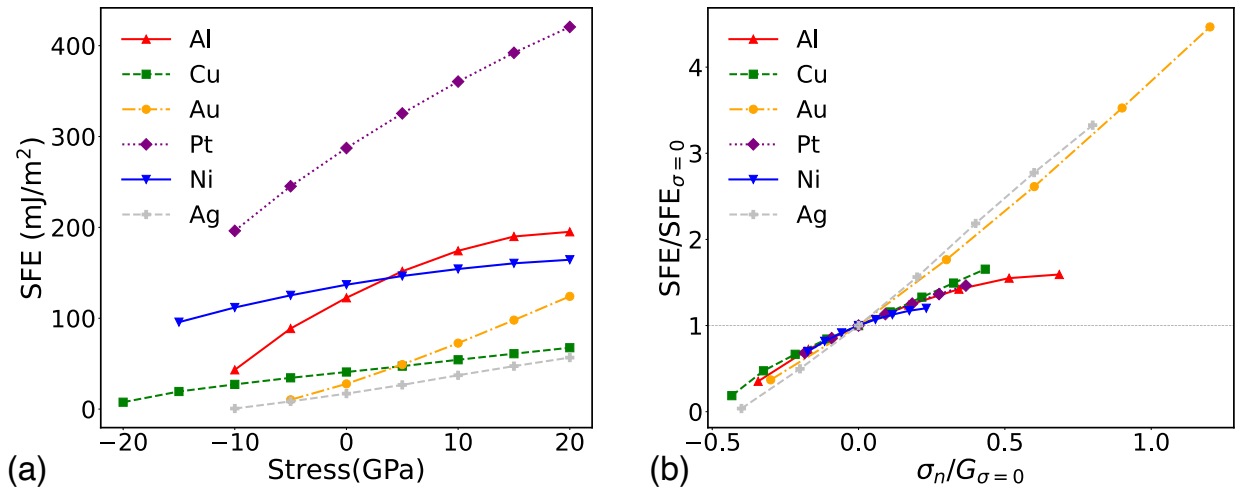 SFE (mJ/m²)
400
300
200
100
0
Al
Cu
Au
Pt
Ni
Ag
−20
−10
0
10
20
Stress(GPa)
(a)
SFE/SFEσ=0
4
3
2
1
0
Al
Cu
Au
Pt
Ni
Ag
−0.5
0.0
0.5
1.0
σn/Gσ=0
(b)